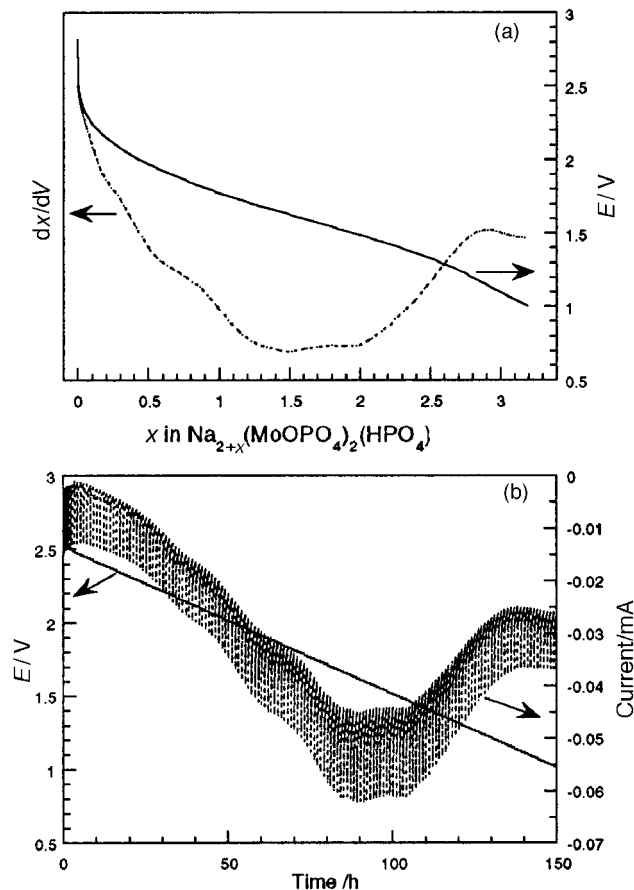 (a)
3
2.5
2
1.5
1
0.5
dx/dV
E / V
0 0.5 1 1.5 2 2.5 3
x in Na2+x(MoOPO4)2(HPO4}
(b)
3
2.5
2
1.5
1
0.5
E / V
0
-0.01
-0.02
-0.03
-0.04
-0.05
-0.06
-0.07
Current/mA
0 50 100 150
Time /h